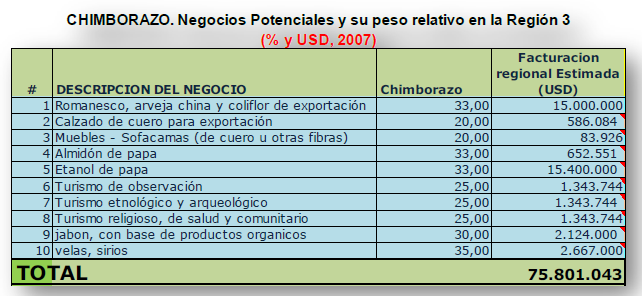 CHIMBORAZO. Negocios Potenciales y su peso relativo en la Región 3
(% y USD, 2007)
# DESCRIPCION DEL NEGOCIO Chimborazo Facturacion regional Estimada (USD)
1 Romanesco, arveja china y coliflor de exportación 33,00 15.000.000
2 Calzado de cuero para exportación 20,00 586.084
3 Muebles - Sofacamas (de cuero u otras fibras) 20,00 83.926
4 Almidón de papa 33,00 652.551
5 Etanol de papa 33,00 15.400.000
6 Turismo de observación 25,00 1.343.744
7 Turismo etnológico y arqueológico 25,00 1.343.744
8 Turismo religioso, de salud y comunitario 25,00 1.343.744
9 jabon, con base de productos organicos 30,00 2.124.000
10 velas, sirios 35,00 2.667.000
TOTAL 75.801.043